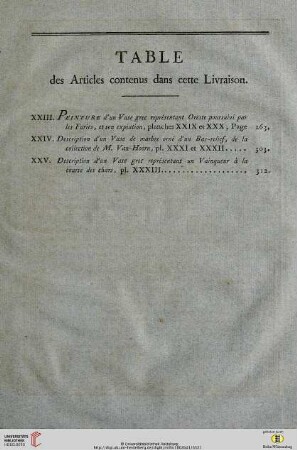 TABLE
des Articles contenus dans cette Livraison.
XXIII. PEINTURE d'un Vase grec représentant Oreste poursuivi par
les Furies, et son expiation, planches XXIX et XXX, Page 263.
XXIV. Description d'un Vase de marbre orné d'un Bas-relief, de la
collection de M. Van-Hoorn, pl. XXXI et XXXII..... 303.
XXV. Description d'un Vase grec représentant un Vainqueur à la
course des chars, pl. XXXIII.................. 312.
UNIVERSITÄTS-
BIBLIOTHEK
HEIDELBERG
© Universitätsbibliothek Heidelberg